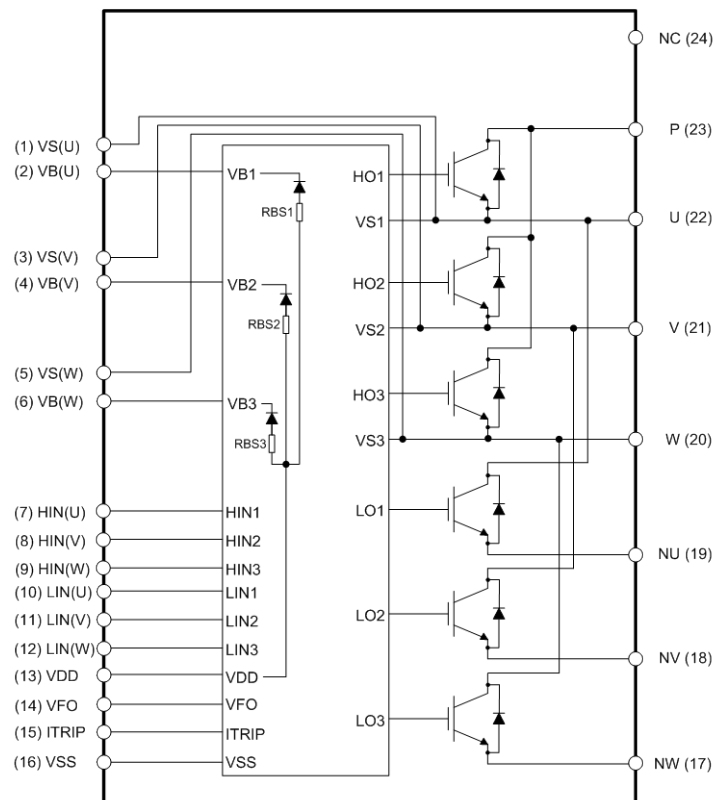 NC (24)
P (23)
(1) VS(U)
(2) VB(U)
VB1
HO1
RBS1
VS1
U (22)
(3) VS(V)
(4) VB(V)
VB2
HO2
RBS2
VS2
V (21)
(5) VS(W)
(6) VB(W)
VB3
HO3
RBS3
VS3
W (20)
(7) HIN(U)
HIN1
LO1
(8) HIN(V)
HIN2
NU (19)
(9) HIN(W)
HIN3
(10) LIN(U)
LIN1
(11) LIN(V)
LIN2
LO2
(12) LIN(W)
LIN3
NV (18)
(13) VDD
VDD
(14) VFO
VFO
LO3
(15) ITRIP
ITRIP
(16) VSS
VSS
NW (17)